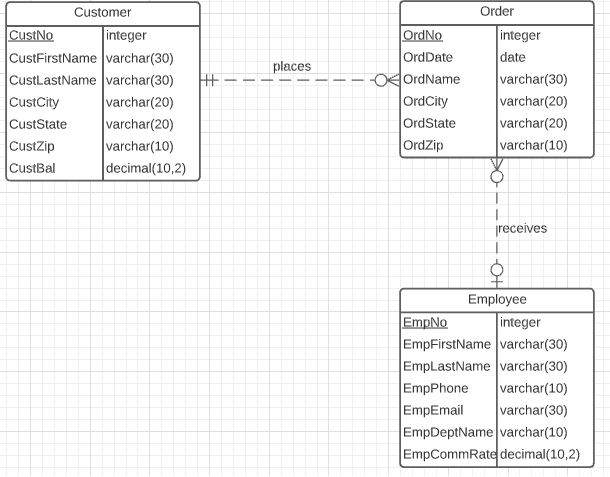 Customer
CustNo integer
CustFirstName varchar(30)
CustLastName varchar(30)
CustCity varchar(20)
CustState varchar(20)
CustZip varchar(10)
CustBal decimal(10,2)
places
Order
OrdNo integer
OrdDate date
OrdName varchar(30)
OrdCity varchar(20)
OrdState varchar(20)
OrdZip varchar(10)
receives
Employee
EmpNo integer
EmpFirstName varchar(30)
EmpLastName varchar(30)
EmpPhone varchar(10)
EmpEmail varchar(30)
EmpDeptName varchar(10)
EmpCommRate decimal(10,2)